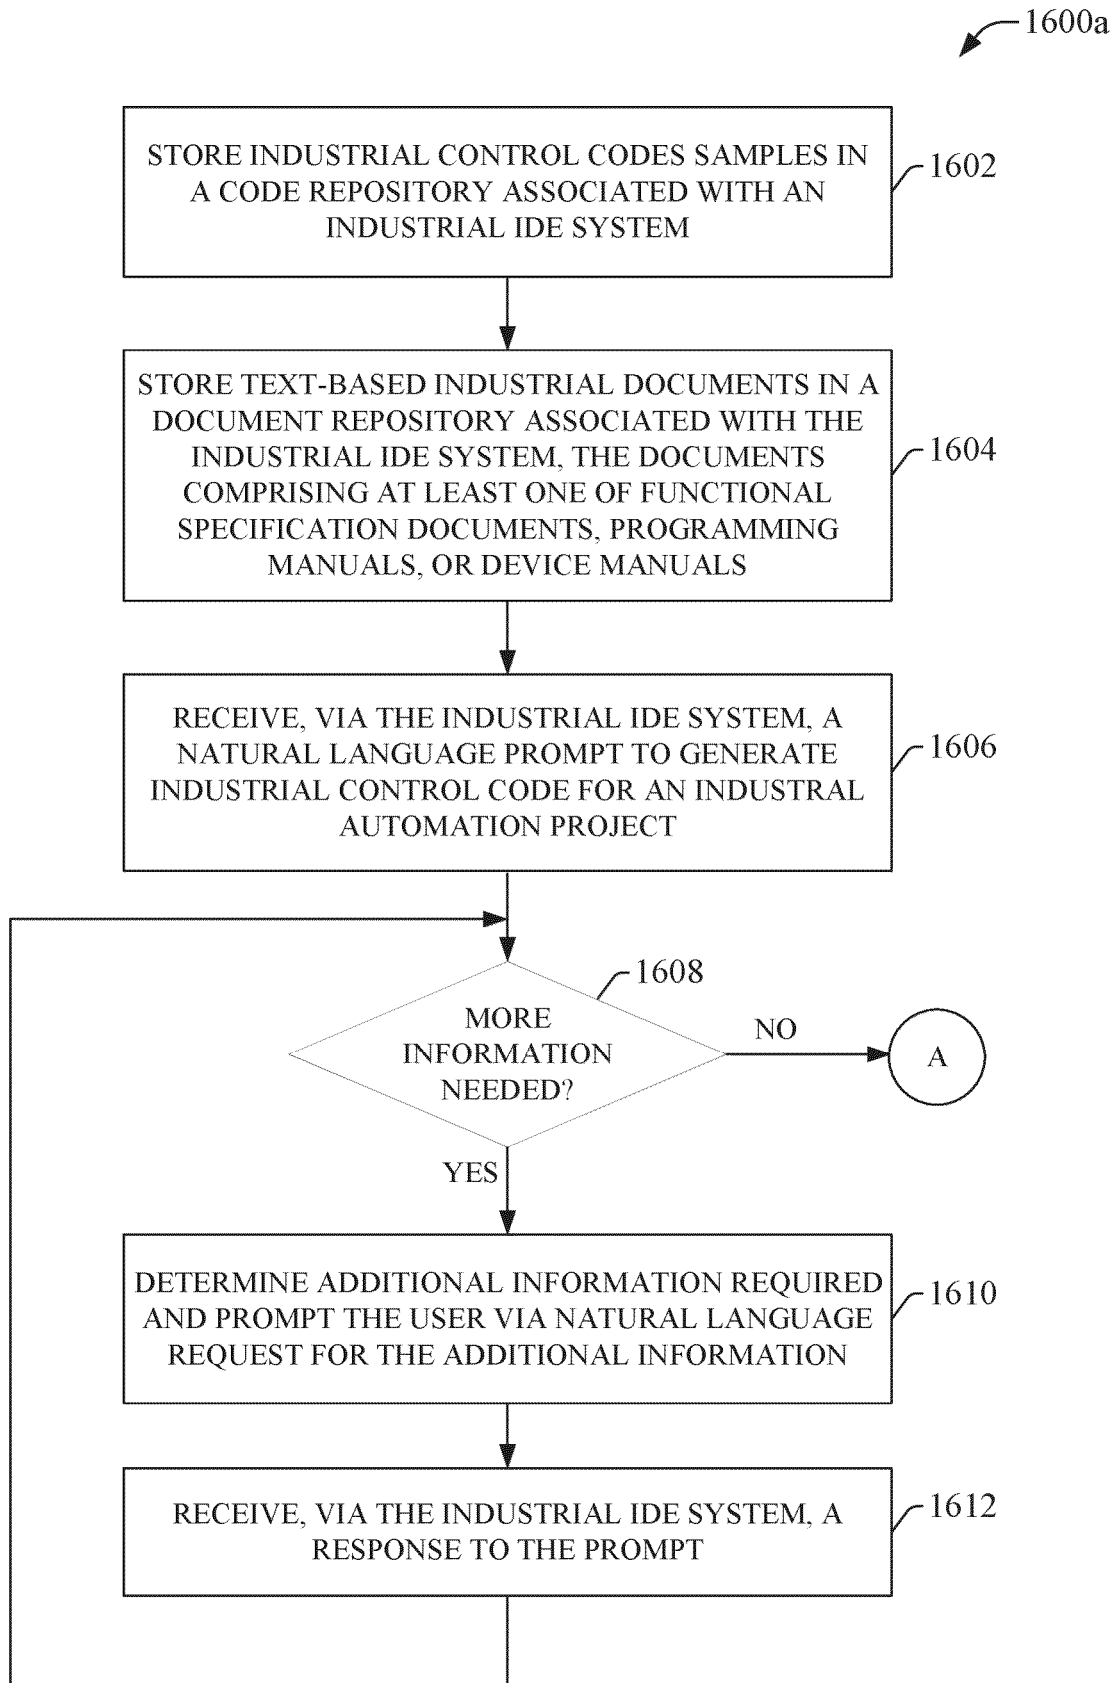 1600a
STORE INDUSTRIAL CONTROL CODES SAMPLES IN
A CODE REPOSITORY ASSOCIATED WITH AN
INDUSTRIAL IDE SYSTEM
1602
STORE TEXT-BASED INDUSTRIAL DOCUMENTS IN A
DOCUMENT REPOSITORY ASSOCIATED WITH THE
INDUSTRIAL IDE SYSTEM, THE DOCUMENTS
COMPRISING AT LEAST ONE OF FUNCTIONAL
SPECIFICATION DOCUMENTS, PROGRAMMING
MANUALS, OR DEVICE MANUALS
1604
RECEIVE, VIA THE INDUSTRIAL IDE SYSTEM, A
NATURAL LANGUAGE PROMPT TO GENERATE
INDUSTRIAL CONTROL CODE FOR AN INDUSTRAL
AUTOMATION PROJECT
1606
MORE
INFORMATION
NEEDED?
1608
NO
A
YES
DETERMINE ADDITIONAL INFORMATION REQUIRED
AND PROMPT THE USER VIA NATURAL LANGUAGE
REQUEST FOR THE ADDITIONAL INFORMATION
1610
RECEIVE, VIA THE INDUSTRIAL IDE SYSTEM, A
RESPONSE TO THE PROMPT
1612